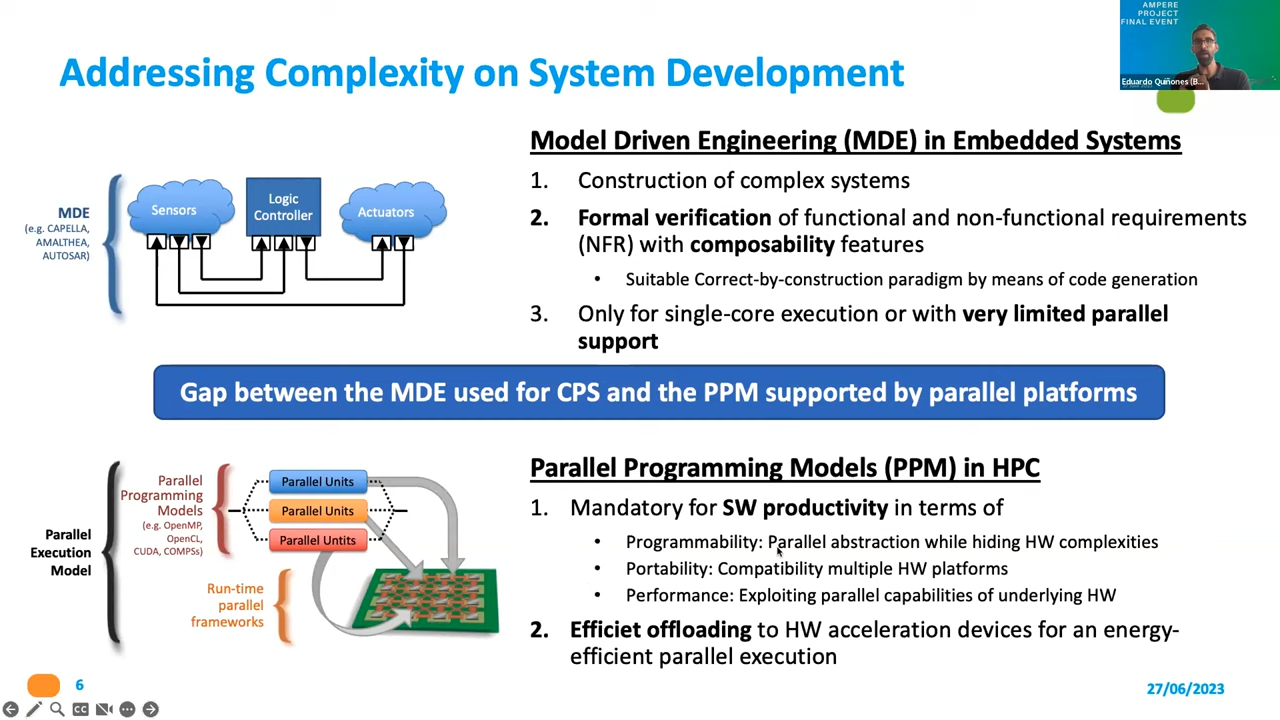 AMPERE
PROJECT
FINAL EVENT
Eduardo Quiñones (B...
Addressing Complexity on System Development
MDE
(e.g. CAPELLA,
AMALTHEA,
AUTOSAR)
Sensors
Logic
Controller
Actuators
Model Driven Engineering (MDE) in Embedded Systems
1. Construction of complex systems
2. Formal verification of functional and non-functional requirements
(NFR) with composability features
• Suitable Correct-by-construction paradigm by means of code generation
3. Only for single-core execution or with very limited parallel
support
Gap between the MDE used for CPS and the PPM supported by parallel platforms
Parallel
Execution
Model
Parallel
Programming
Models
(e.g. OpenMP,
OpenCL,
CUDA, COMPSs)
Parallel Units
Parallel Units
Parallel Untits
Run-time
parallel
frameworks
Parallel Programming Models (PPM) in HPC
1. Mandatory for SW productivity in terms of
• Programmability: Parallel abstraction while hiding HW complexities
• Portability: Compatibility multiple HW platforms
• Performance: Exploiting parallel capabilities of underlying HW
2. Efficiet offloading to HW acceleration devices for an energy-
efficient parallel execution
6
27/06/2023
CC